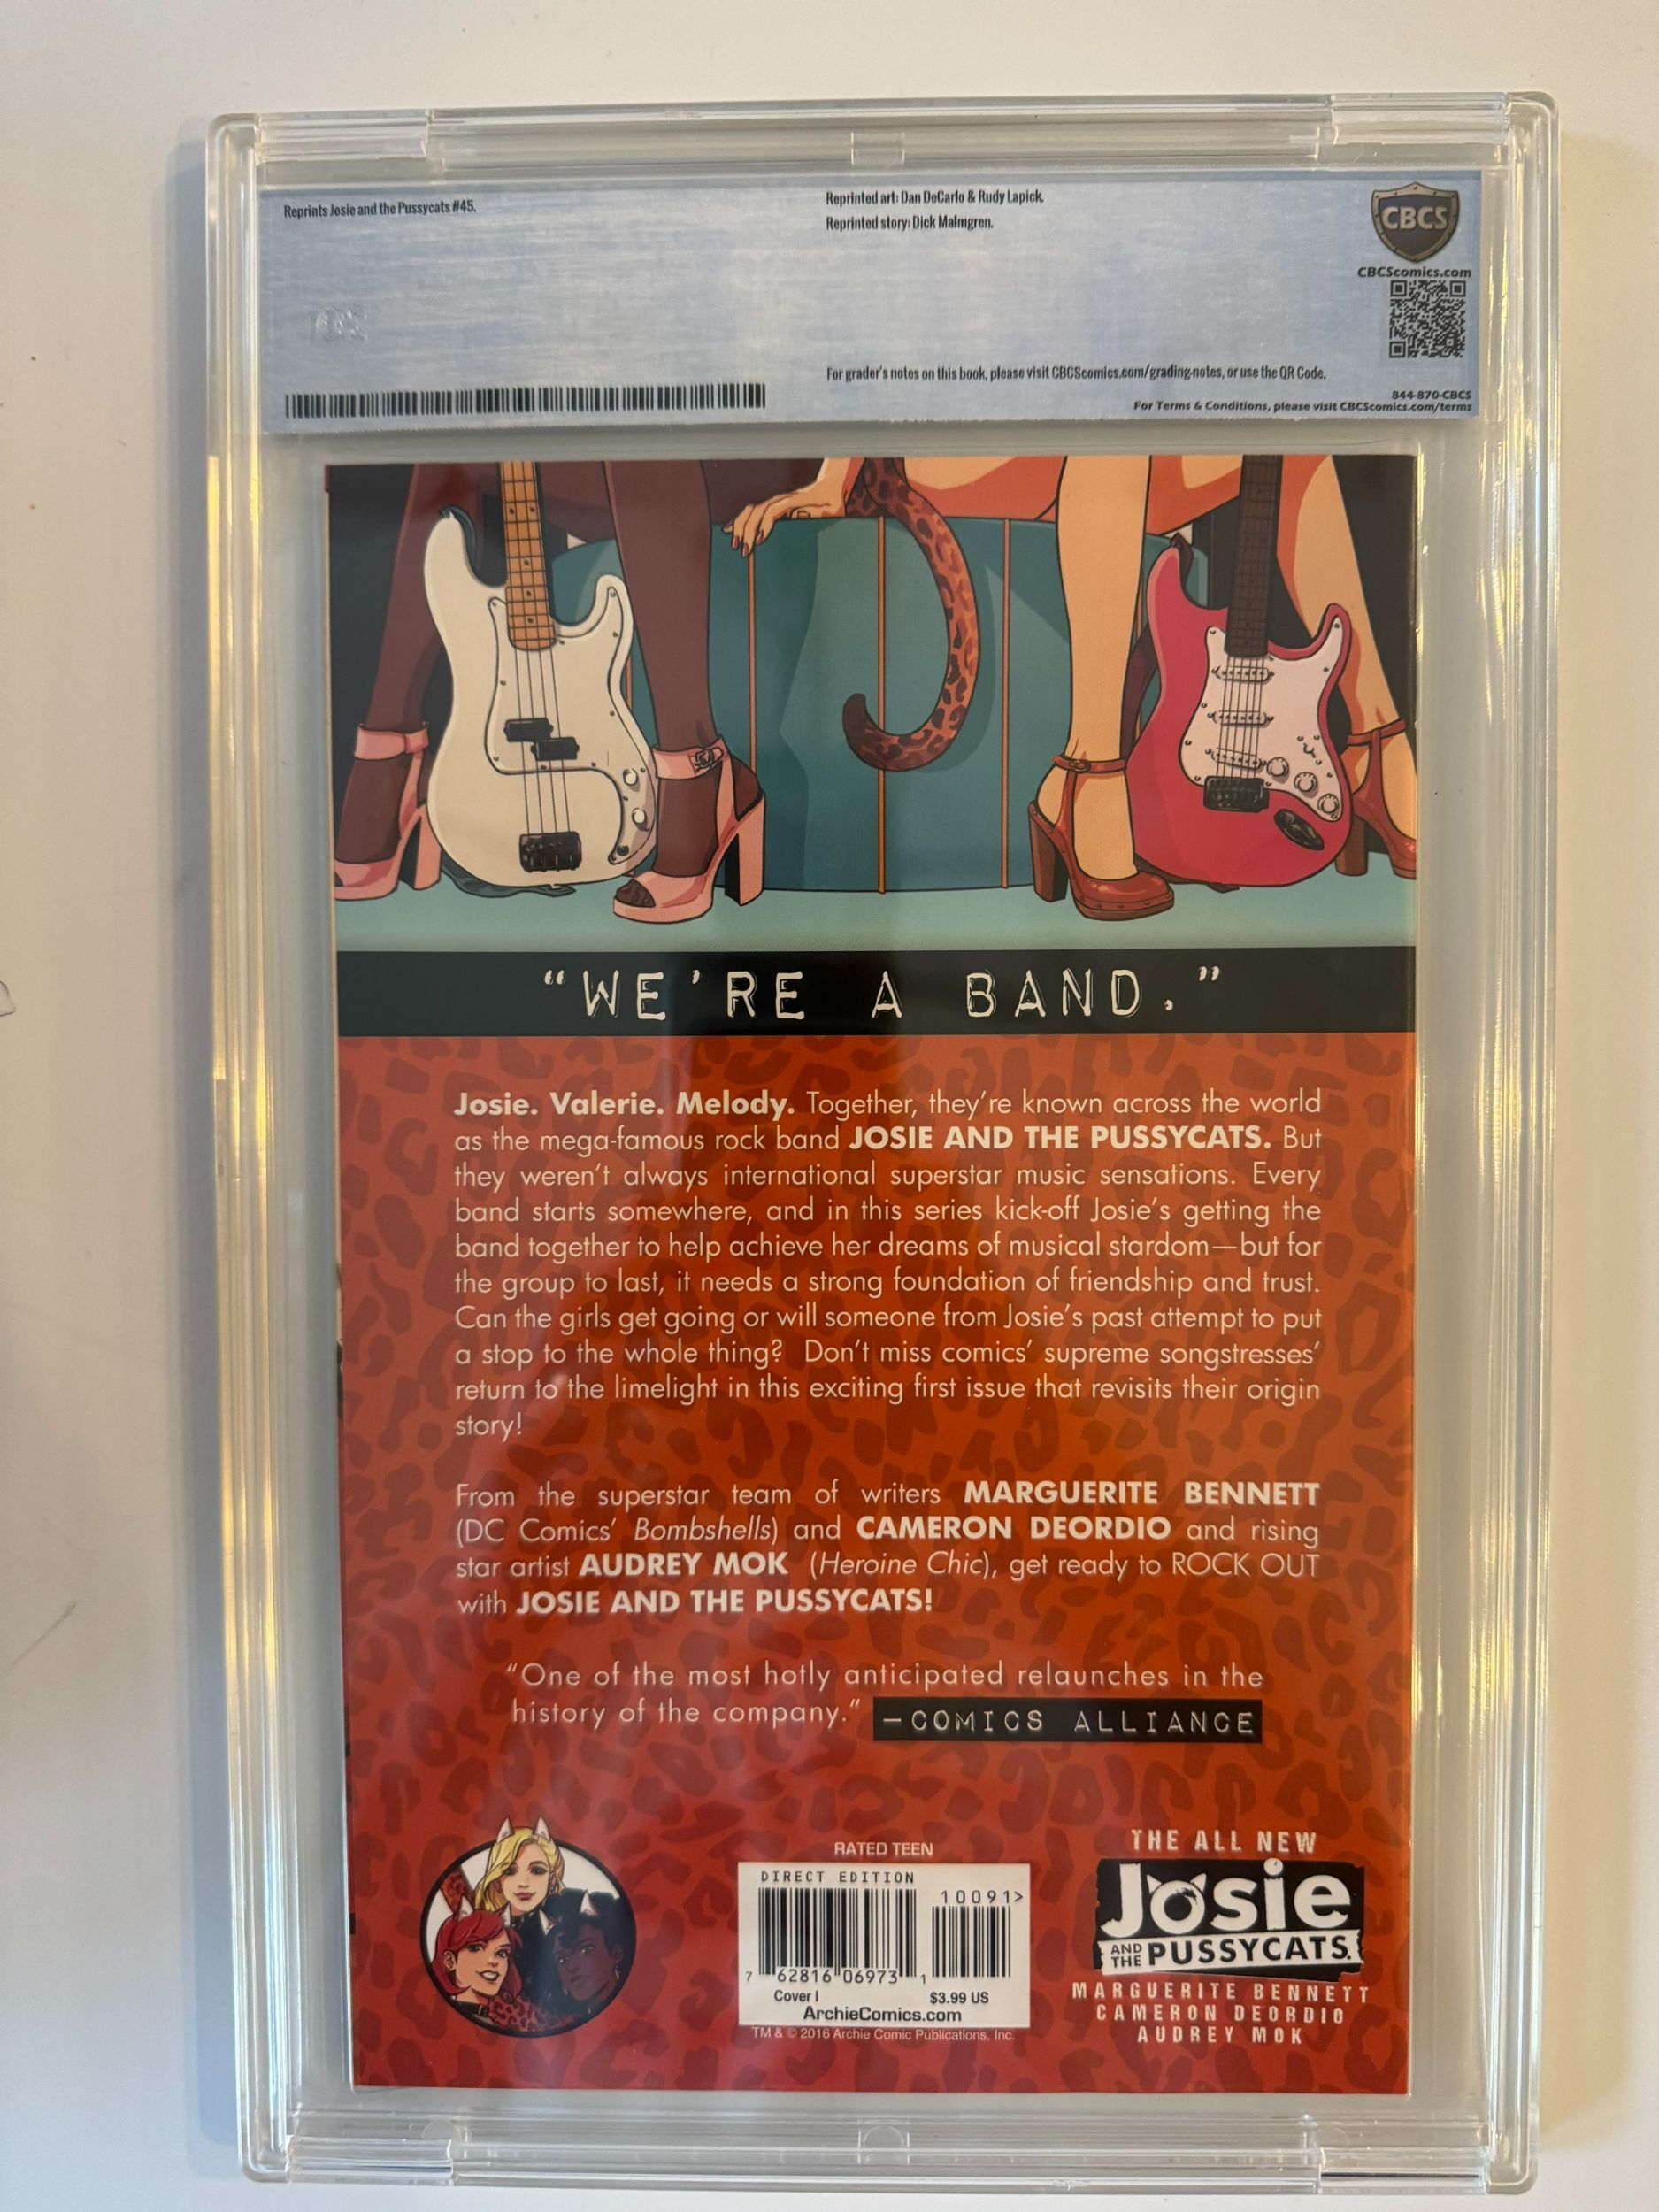 Reprints Josie and the Pussycats #45.
Reprinted art: Dan DeCarlo & Rudy Lapick.
Reprinted story: Dick Malmgren.
CBCS
CBCScomics.com
For grader's notes on this book, please visit CBCScomics.com/grading-notes, or use the QR Code.
844-870-CBCS
For Terms & Conditions, please visit CBCScomics.com/terms
“WE'RE A BAND.”
Josie. Valerie. Melody. Together, they're known across the world
as the mega-famous rock band JOSIE AND THE PUSSYCATS. But
they weren't always international superstar music sensations. Every
band starts somewhere, and in this series kick-off Josie's getting the
band together to help achieve her dreams of musical stardom—but for
the group to last, it needs a strong foundation of friendship and trust.
Can the girls get going or will someone from Josie's past attempt to put
a stop to the whole thing? Don't miss comics' supreme songstresses'
return to the limelight in this exciting first issue that revisits their origin
story!
From the superstar team of writers MARGUERITE BENNETT
(DC Comics' Bombshells) and CAMERON DEORDIO and rising
star artist AUDREY MOK (Heroine Chic), get ready to ROCK OUT
with JOSIE AND THE PUSSYCATS!
“One of the most hotly anticipated relaunches in the
history of the company.” —COMICS ALLIANCE
RATED TEEN
DIRECT EDITION
10091>
7 62816 06973 1
Cover I $3.99 US
ArchieComics.com
TM & © 2016 Archie Comic Publications, Inc.
THE ALL NEW
Josie
AND THE PUSSYCATS
MARGUERITE BENNETT
CAMERON DEORDIO
AUDREY MOK